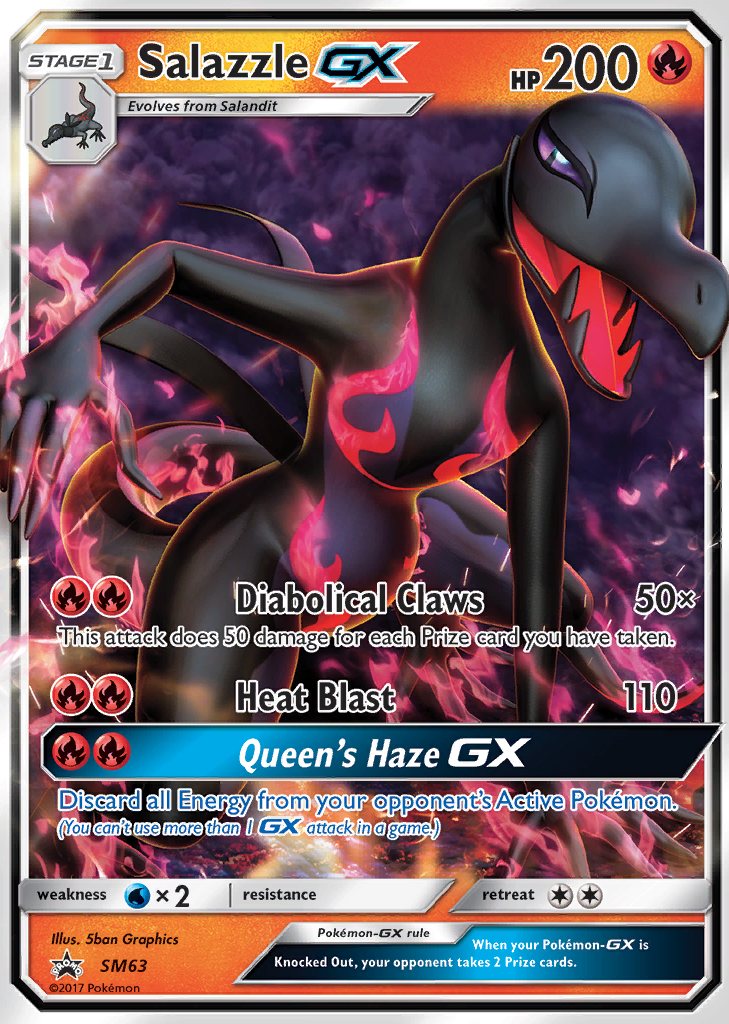 STAGE1 Salazzle GX HP 200
Evolves from Salandit
Diabolical Claws 50×
This attack does 50 damage for each Prize card you have taken.
Heat Blast 110
Queen's Haze GX
Discard all Energy from your opponent's Active Pokémon.
(You can't use more than 1 GX attack in a game.)
weakness × 2 resistance retreat
Illus. 5ban Graphics
Pokémon-GX rule
When your Pokémon-GX is
Knocked Out, your opponent takes 2 Prize cards.
PROMO SM63
©2017 Pokémon